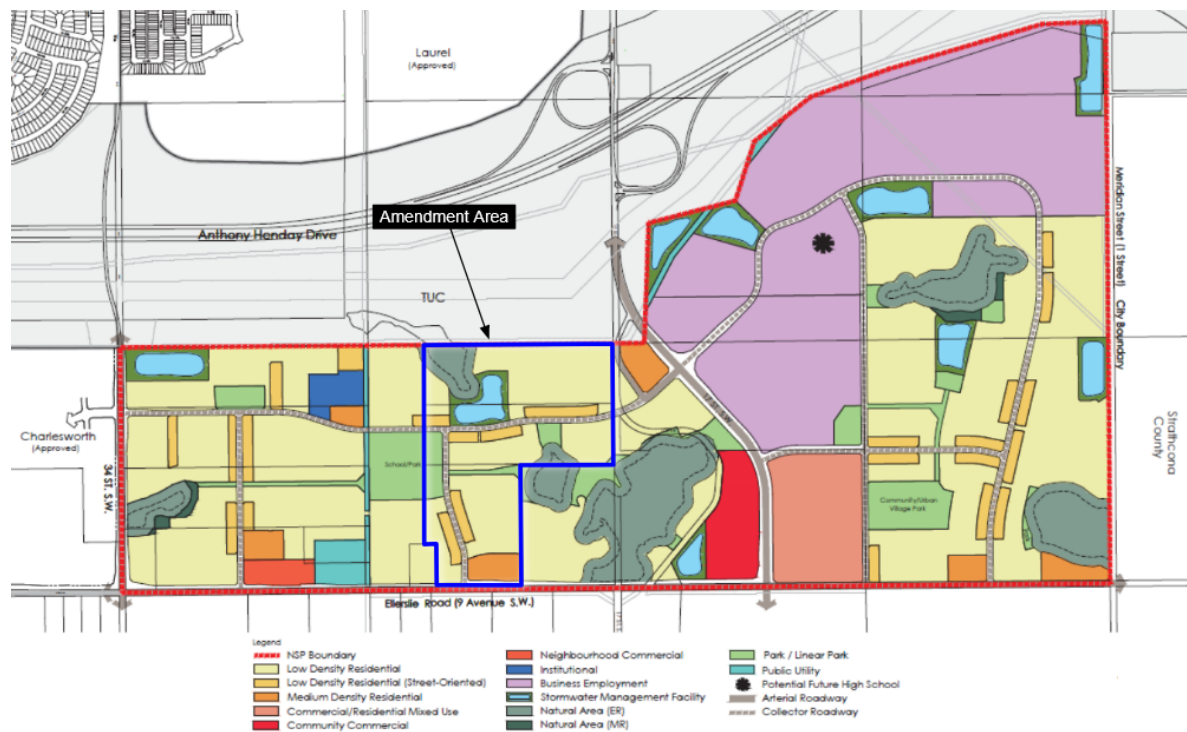 Laurel
(Approved)
Amendment Area
Anthony Henday Drive
TUC
Meridian Street (1 Street) City Boundary
Charlesworth
(Approved)
34 ST. S.W.
School/Park
17 ST. S.W.
Community/Urban
Village Park
Strathcona
County
Ellerslie Road (9 Avenue S.W.)
Legend
NSP Boundary
Low Density Residential
Low Density Residential (Street-Oriented)
Medium Density Residential
Commercial/Residential Mixed Use
Community Commercial
Neighbourhood Commercial
Institutional
Business Employment
Stormwater Management Facility
Natural Area (ER)
Natural Area (MR)
Park / Linear Park
Public Utility
Potential Future High School
Arterial Roadway
Collector Roadway